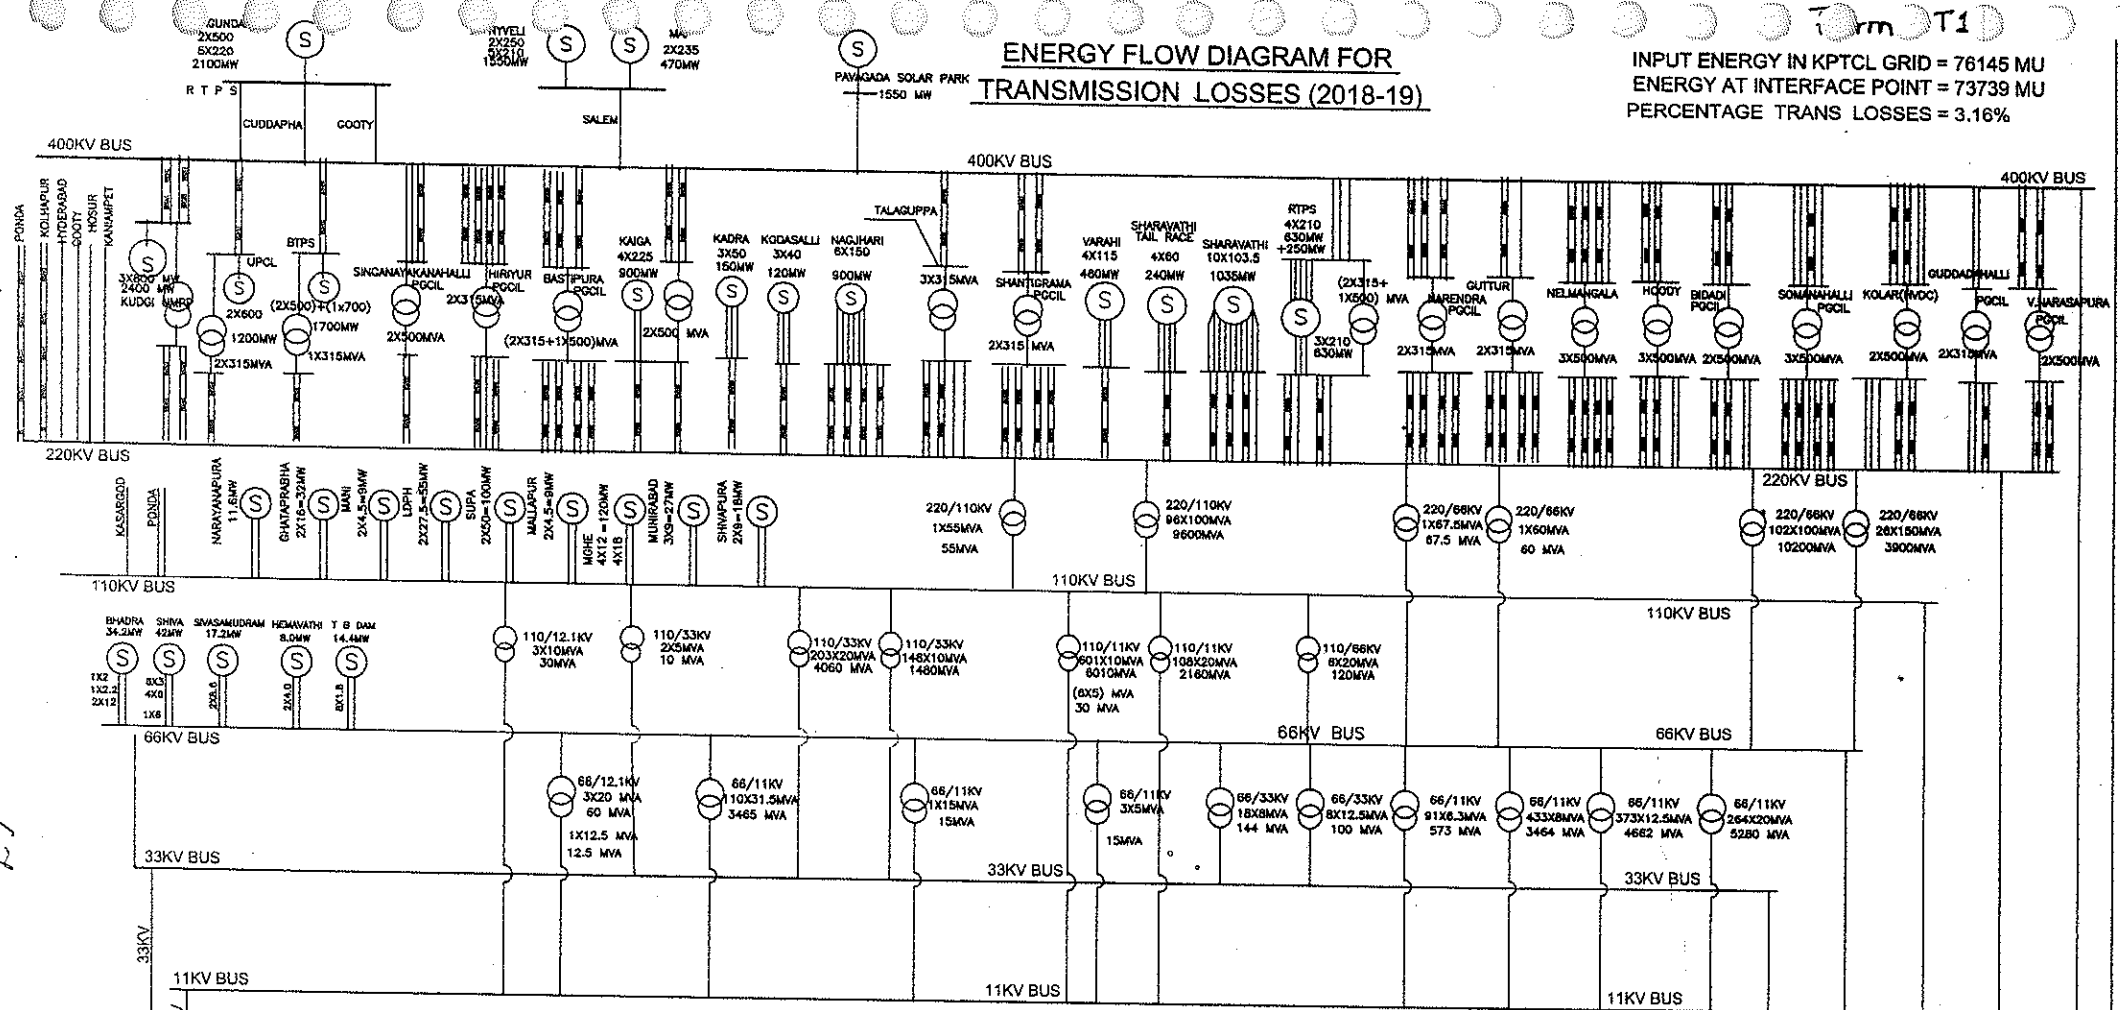 Form T1
ENERGY FLOW DIAGRAM FOR
TRANSMISSION LOSSES (2018-19)
INPUT ENERGY IN KPTCL GRID = 76145 MU
ENERGY AT INTERFACE POINT = 73739 MU
PERCENTAGE TRANS LOSSES = 3.16%
2X500
5X220
2100MW
S
R T P S
CUDDAPHA
GOOTY
2X250
5X210
1550MW
S
S
2X235
470MW
SALEM
S
PAVAGADA SOLAR PARK
1550 MW
400KV BUS
400KV BUS
400KV BUS
PONDA
KOLHAPUR
HYDERABAD
GOOTY
HOSUR
S
2400 MW
KUDGI
UPCL
S
2X600
1200MW
2X315MVA
BTPS
S
(2X500)+(1x700)
1700MW
1X315MVA
SINGANAYAKANAHALLI
PGCIL
2X500MVA
HIRIYUR
PGCIL
2X315MVA
BASTIPURA
PGCIL
(2X315+1X500)MVA
KAIGA
4X225
900MW
S
2X500 MVA
KADRA
3X50
150MW
S
KODASALLI
3X40
120MW
S
NAGJHARI
6X150
900MW
S
TALAGUPPA
3X315MVA
SHANTIGRAMA
PGCIL
2X315 MVA
VARAHI
4X115
460MW
S
SHARAVATHI
TAIL RACE
4X60
240MW
S
SHARAVATHI
10X103.5
1035MW
S
RTPS
4X210
630MW
+250MW
S
3X210
630MW
(2X315+
1X500) MVA
NARENDRA
PGCIL
2X315MVA
GUTTUR
2X315MVA
NELMANGALA
3X500MVA
HOODY
3X500MVA
BIDADI
PGCIL
2X500MVA
SOMANAHALLI
PGCIL
3X500MVA
KOLAR(HVDC)
2X500MVA
GUDDADAHALLI
PGCIL
2X315MVA
V.NARASAPURA
PGCIL
2X500MVA
220KV BUS
220KV BUS
KASARGOD
PONDA
NARAYANAPURA
11.6MW
S
GHATAPRABHA
2X16=32MW
S
MANI
2X4.5=9MW
S
LDPH
2X27.5=55MW
S
SUPA
2X50=100MW
S
MALLAPUR
2X4.5=9MW
S
MGHE
4X12 =120MW
4X18
S
MUNIRABAD
3X9=27MW
S
SHIVAPURA
2X9=18MW
S
220/110KV
1X55MVA
55MVA
220/110KV
96X100MVA
9600MVA
220/66KV
1X67.5MVA
67.5 MVA
220/66KV
1X60MVA
60 MVA
220/66KV
102X100MVA
10200MVA
220/66KV
26X150MVA
3900MVA
110KV BUS
110KV BUS
110KV BUS
BHADRA
34.2MW
S
1X2
1X2.2
2X12
SHIVA
42MW
S
6X3
4X6
1X6
SIVASAMUDRAM
17.2MW
S
2X8.6
HEMAVATHI
8.0MW
S
2X4.0
T B DAM
14.4MW
S
8X1.8
110/12.1KV
3X10MVA
30MVA
110/33KV
2X5MVA
10 MVA
110/33KV
203X20MVA
4060 MVA
110/33KV
148X10MVA
1480MVA
110/11KV
601X10MVA
6010MVA
(6X5) MVA
30 MVA
110/11KV
108X20MVA
2160MVA
110/66KV
6X20MVA
120MVA
66KV BUS
66KV BUS
66KV BUS
66/12.1KV
3X20 MVA
60 MVA
1X12.5 MVA
12.5 MVA
66/11KV
110X31.5MVA
3465 MVA
66/11KV
1X15MVA
15MVA
66/11KV
3X5MVA
15MVA
66/33KV
18X8MVA
144 MVA
66/33KV
8X12.5MVA
100 MVA
66/11KV
91X6.3MVA
573 MVA
66/11KV
433X8MVA
3464 MVA
66/11KV
373X12.5MVA
4662 MVA
66/11KV
264X20MVA
5280 MVA
33KV BUS
33KV BUS
33KV BUS
33KV
11KV BUS
11KV BUS
11KV BUS